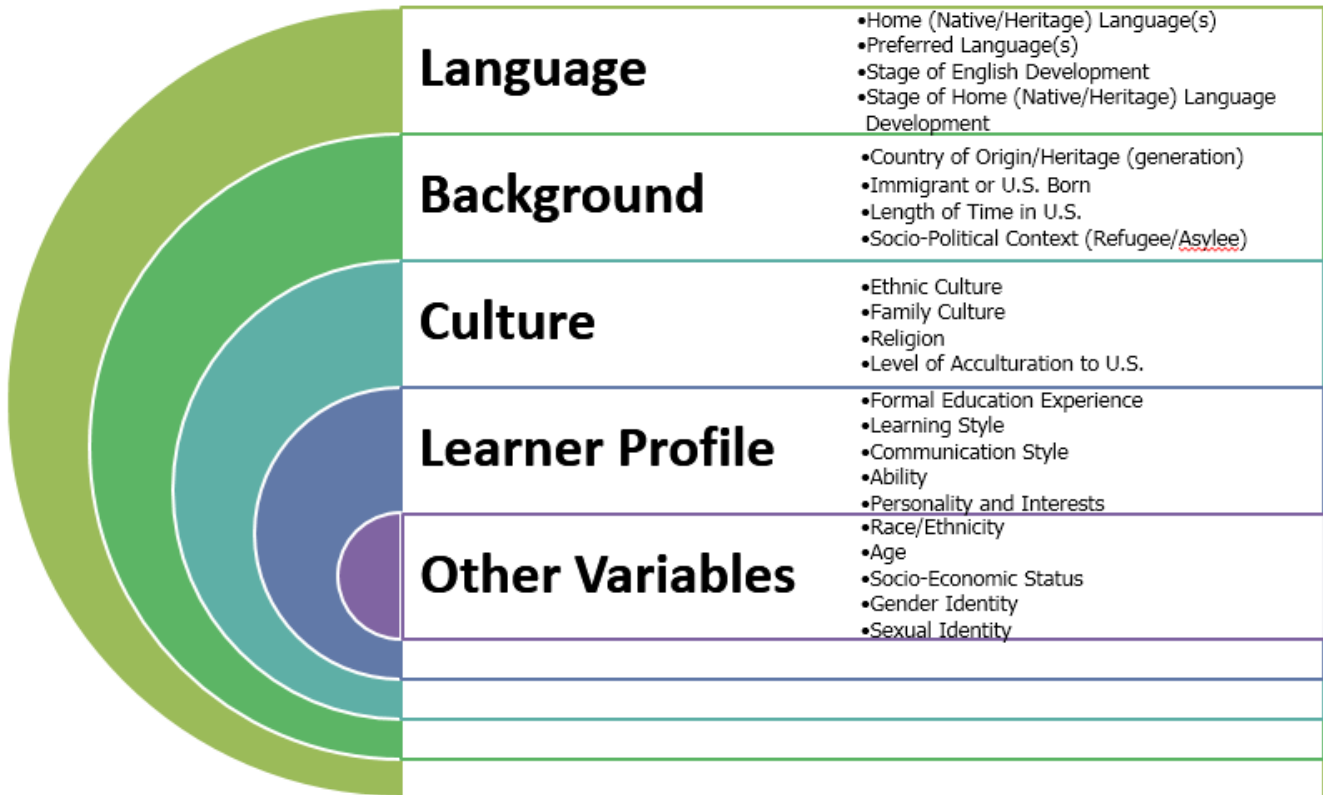 Language
•Home (Native/Heritage) Language(s)
•Preferred Language(s)
•Stage of English Development
•Stage of Home (Native/Heritage) Language
Development
Background
•Country of Origin/Heritage (generation)
•Immigrant or U.S. Born
•Length of Time in U.S.
•Socio-Political Context (Refugee/Asylee)
Culture
•Ethnic Culture
•Family Culture
•Religion
•Level of Acculturation to U.S.
Learner Profile
•Formal Education Experience
•Learning Style
•Communication Style
•Ability
•Personality and Interests
Other Variables
•Race/Ethnicity
•Age
•Socio-Economic Status
•Gender Identity
•Sexual Identity